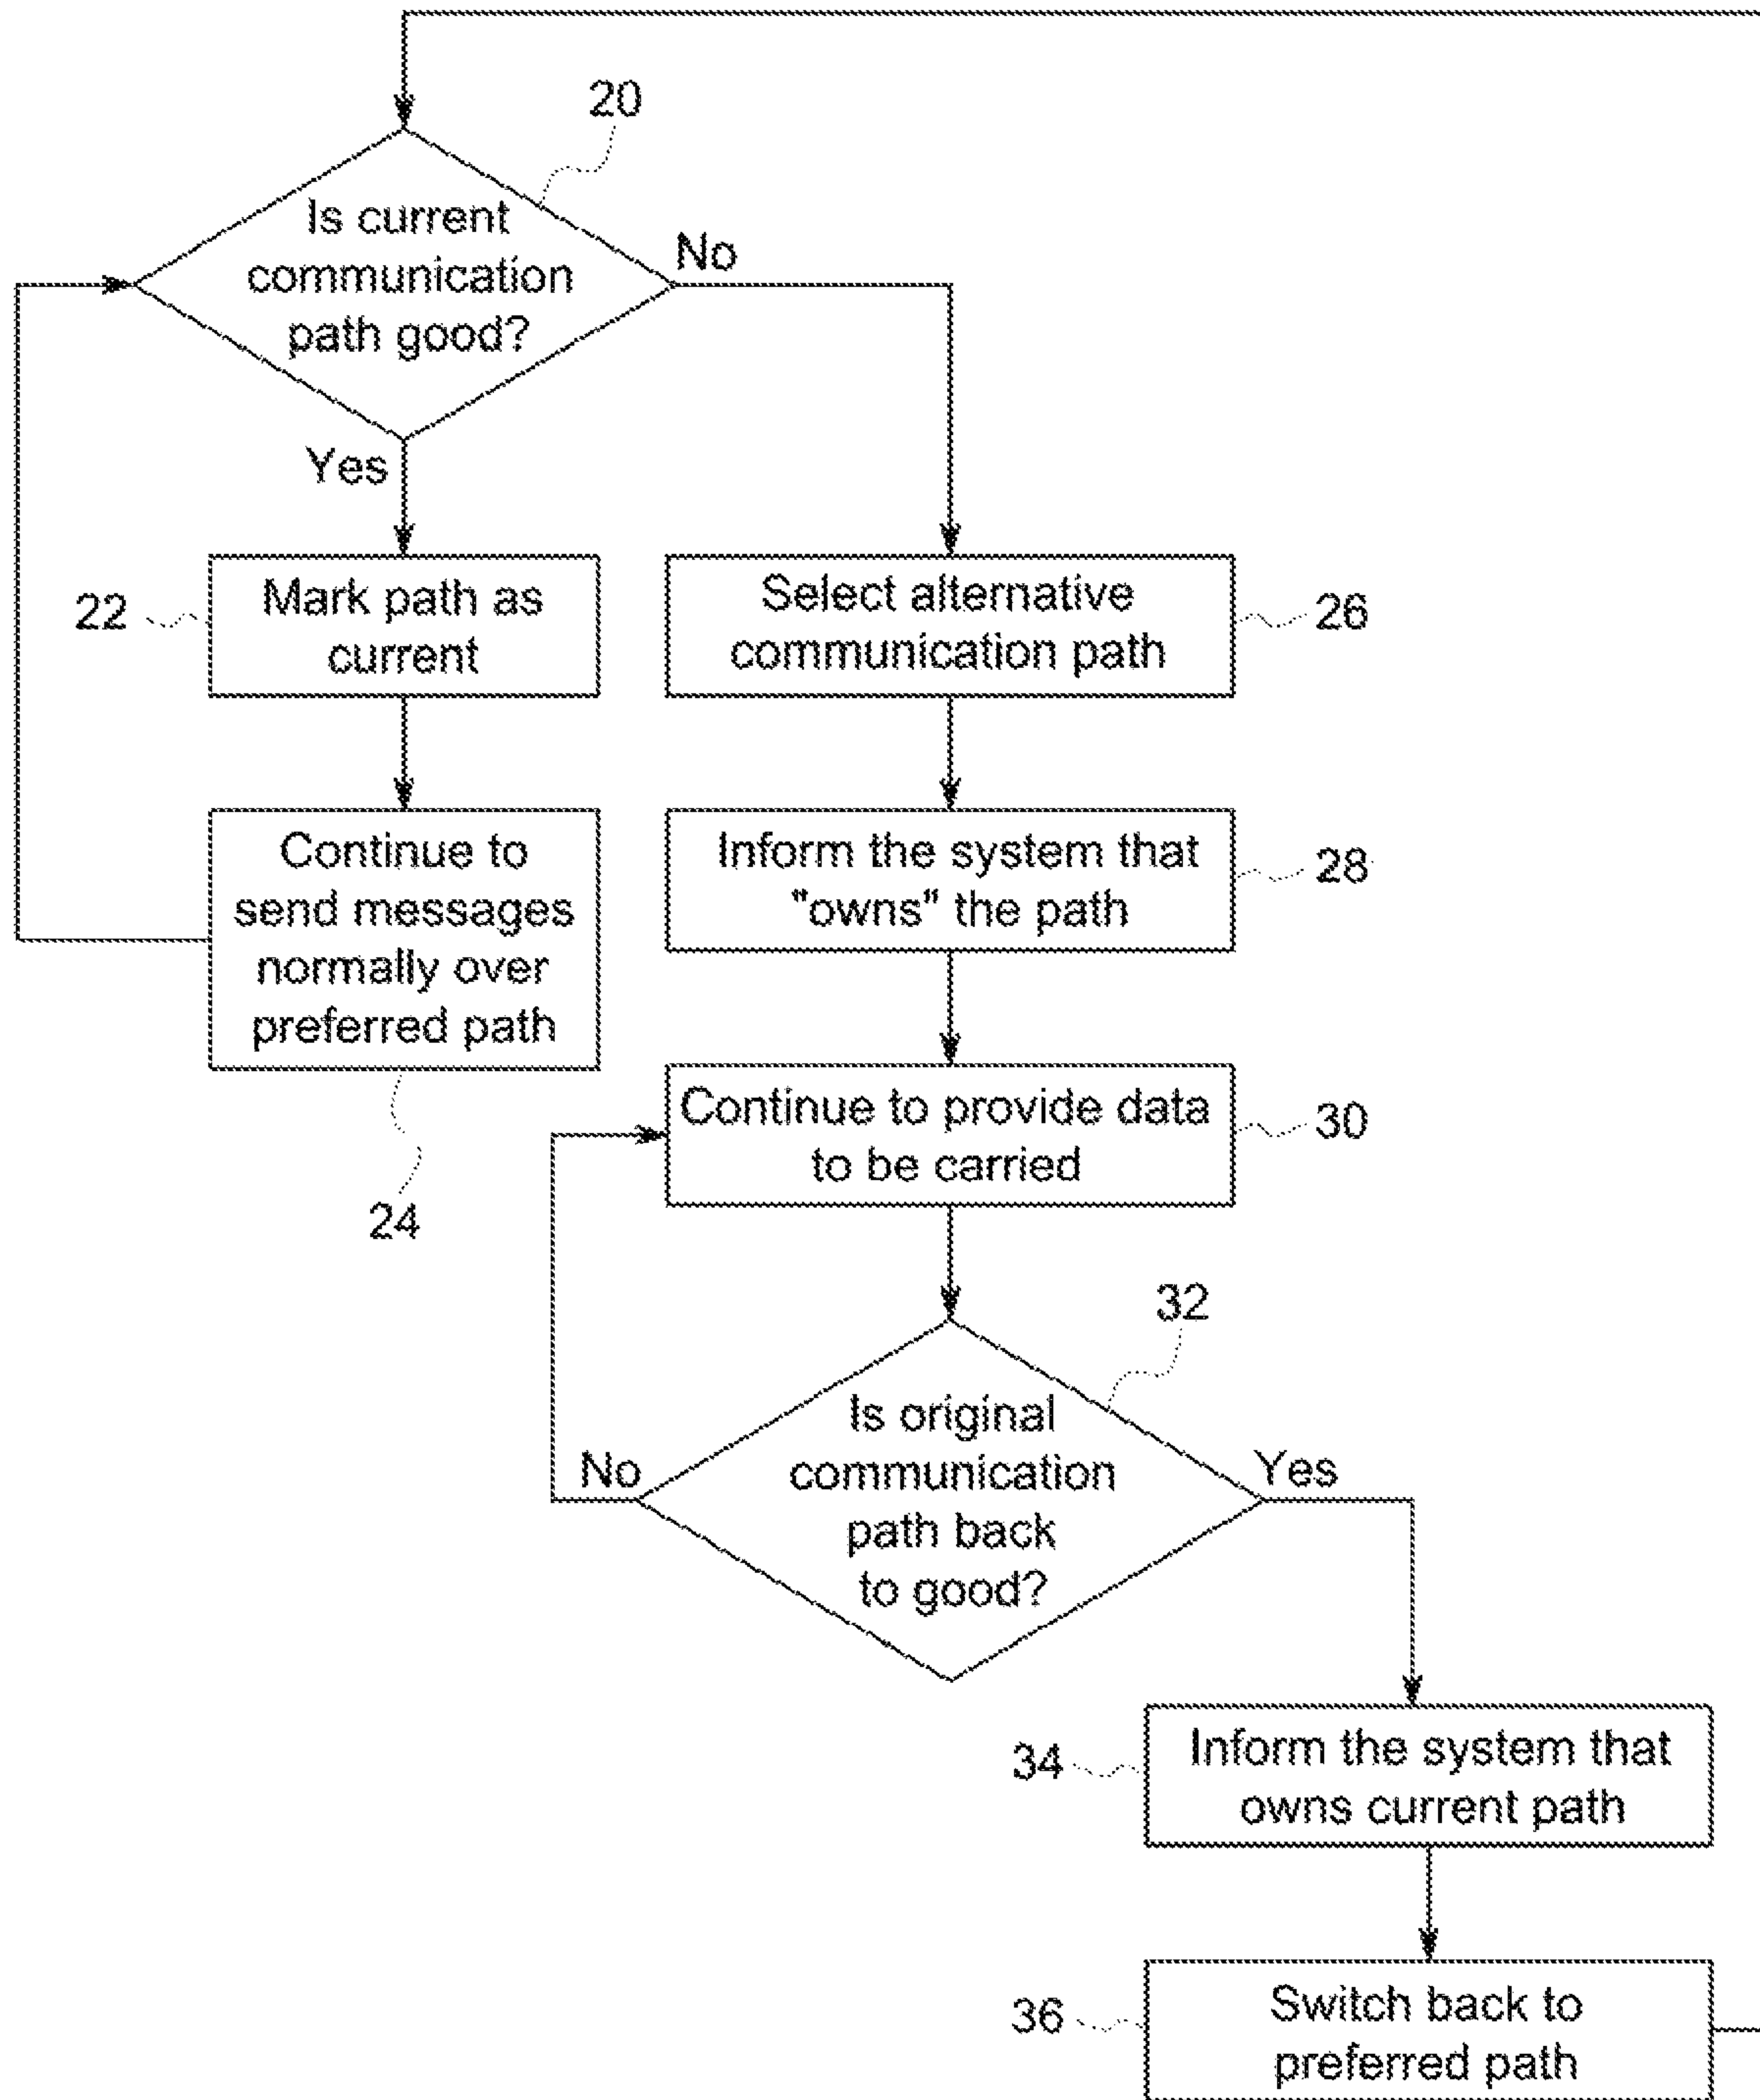 20
Is current
communication
path good?
No
Yes
22
Mark path as
current
Select alternative
communication path
26
Continue to
send messages
normally over
preferred path
24
Inform the system that
"owns" the path
28
Continue to provide data
to be carried
30
32
Is original
communication
path back
to good?
No
Yes
34
Inform the system that
owns current path
36
Switch back to
preferred path